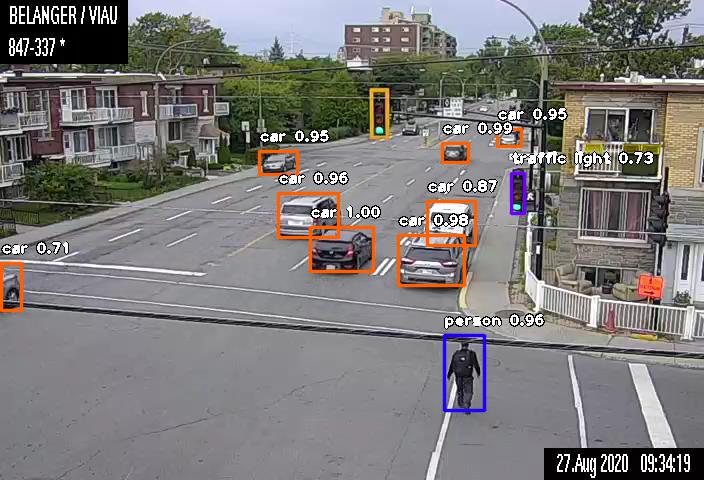 BELANGER / VIAU
847-337 *
car 0.95
car 0.99
car 0.95
traffic light 0.73
car 0.96
car 0.87
car 1.00
car 0.98
car 0.71
person 0.96
27.Aug 2020 09:34:19